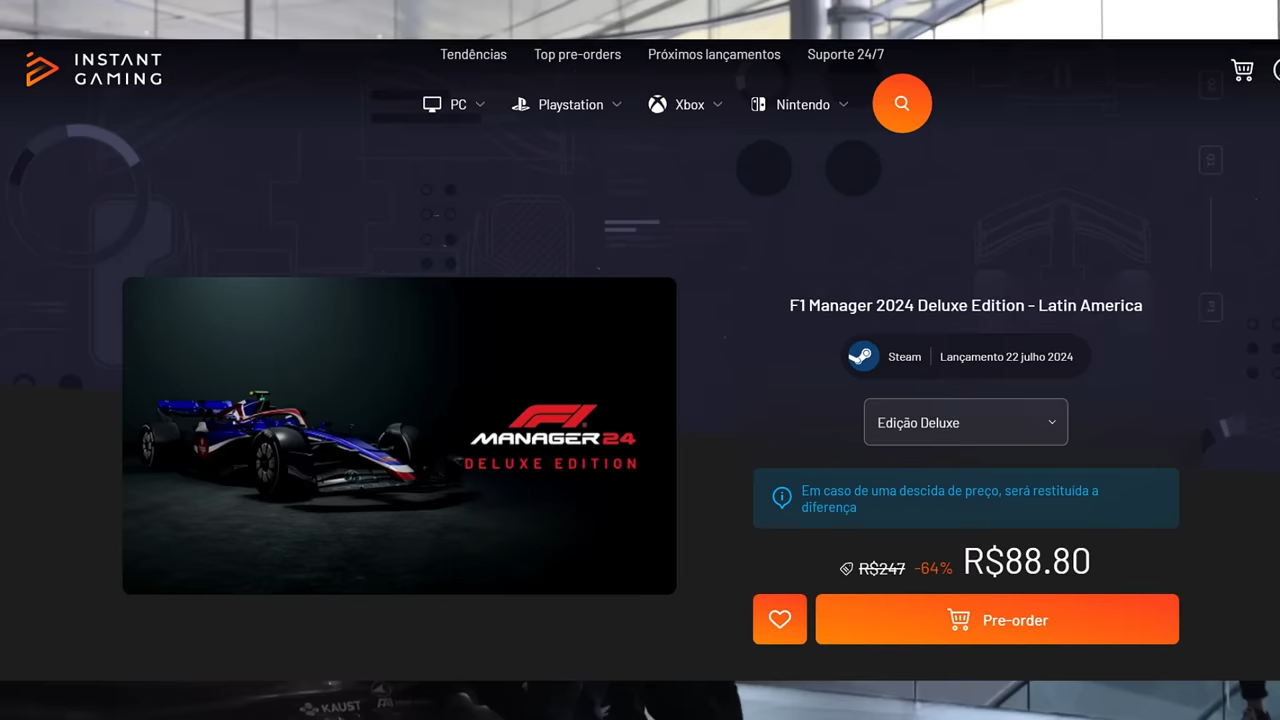 Tendências
Top pre-orders
Próximos lançamentos
Suporte 24/7
INSTANT
GAMING
PC
Playstation
Xbox
Nintendo
F1 Manager 2024 Deluxe Edition - Latin America
Steam
Lançamento 22 julho 2024
Edição Deluxe
F1
MANAGER 24
DELUXE EDITION
Em caso de uma descida de preço, será restituída a
diferença
R$247 -64% R$88.80
Pre-order
KAUST